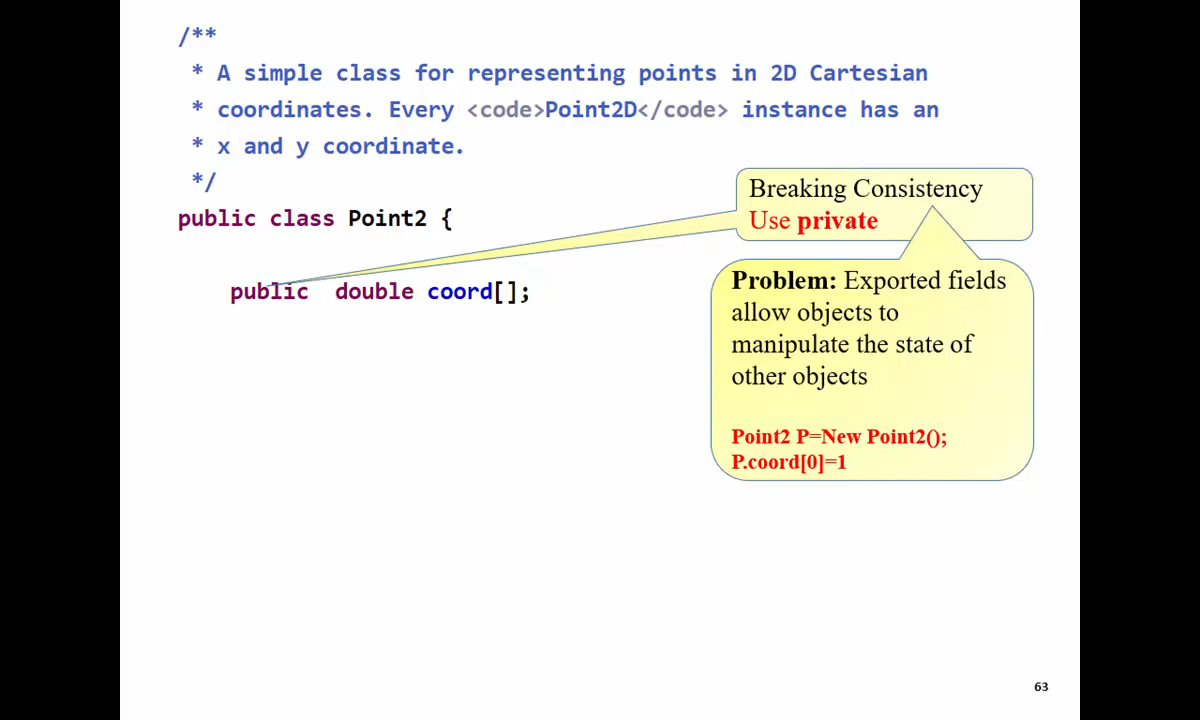 /**
* A simple class for representing points in 2D Cartesian
* coordinates. Every <code>Point2D</code> instance has an
* x and y coordinate.
*/
public class Point2 {
public  double coord[];
Breaking Consistency
Use private
Problem: Exported fields
allow objects to
manipulate the state of
other objects
Point2 P=New Point2();
P.coord[0]=1
63